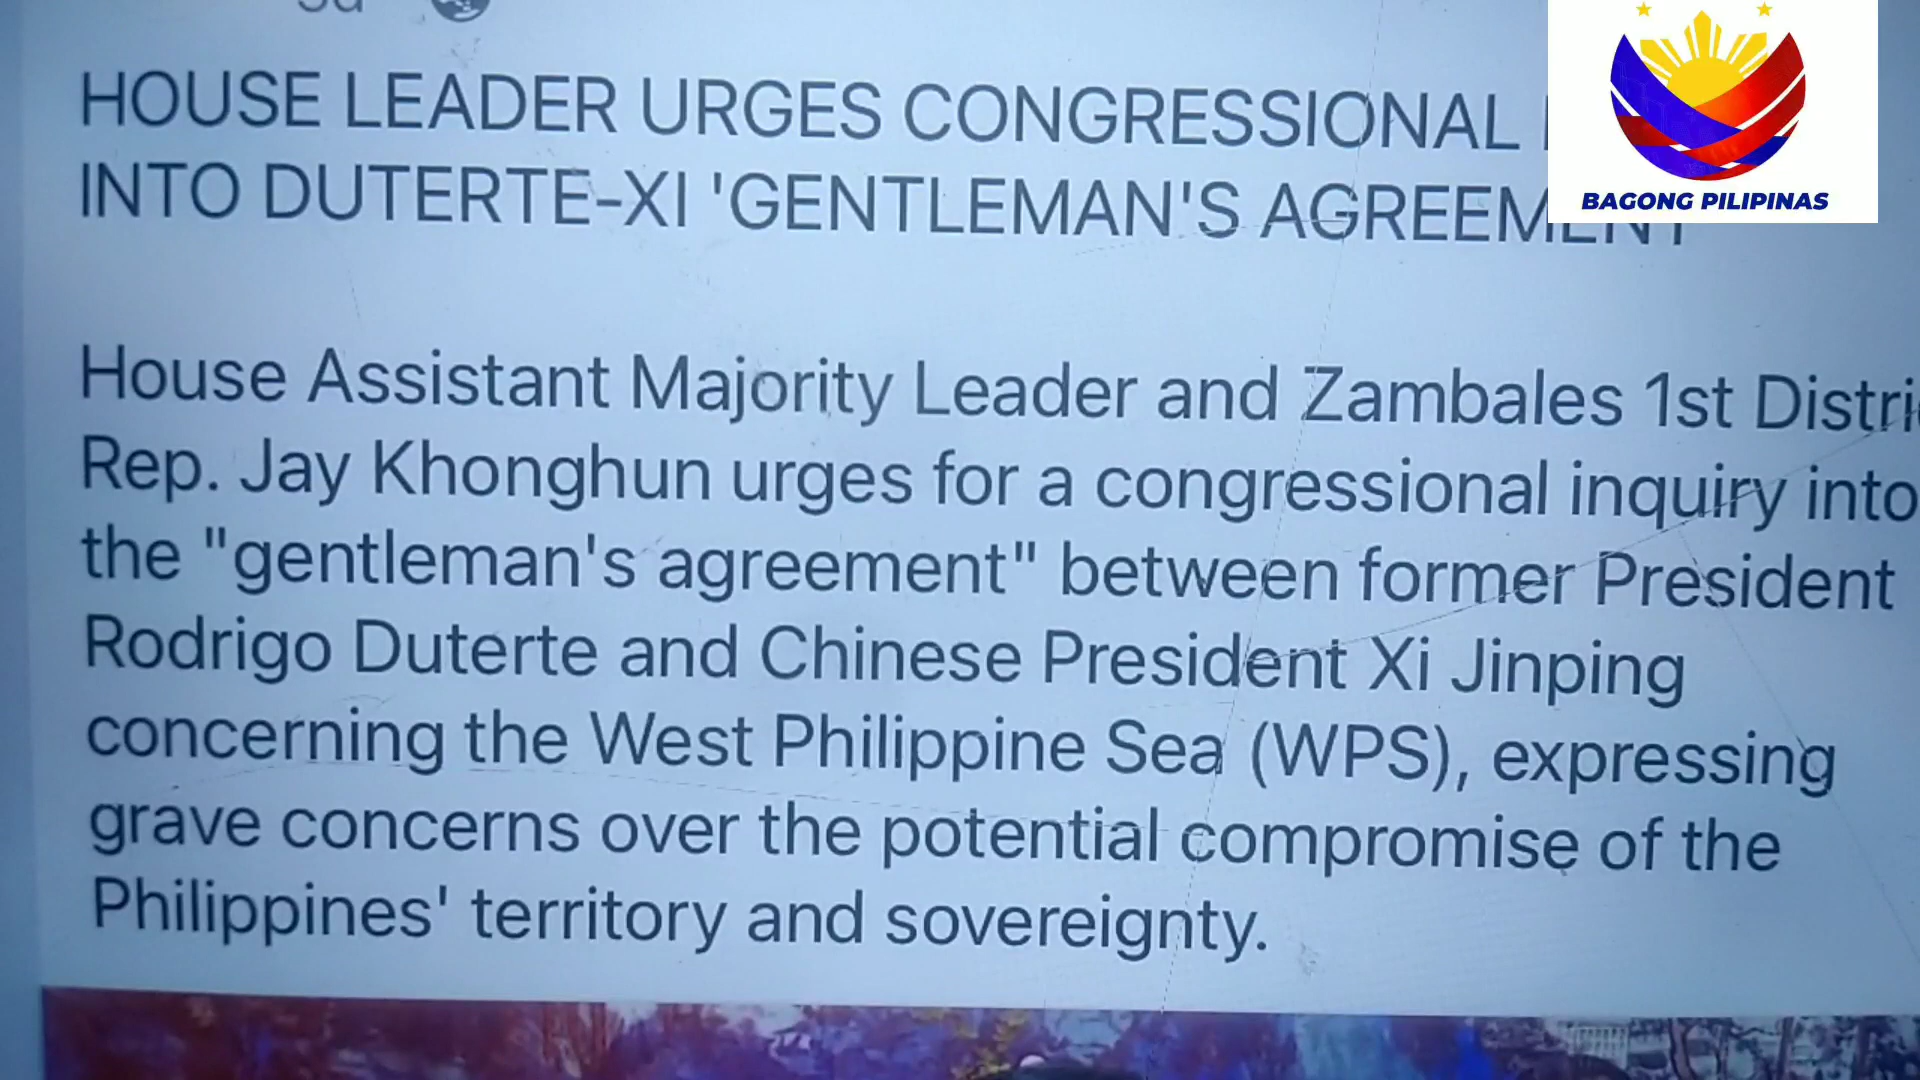 HOUSE LEADER URGES CONGRESSIONAL
INTO DUTERTE-XI 'GENTLEMAN'S AGREEMENT
BAGONG PILIPINAS
House Assistant Majority Leader and Zambales 1st
Rep. Jay Khonghun urges for a congressional inquiry into
the "gentleman's agreement" between former President
Rodrigo Duterte and Chinese President Xi Jinping
concerning the West Philippine Sea (WPS), expressing
grave concerns over the potential compromise of the
Philippines' territory and sovereignty.